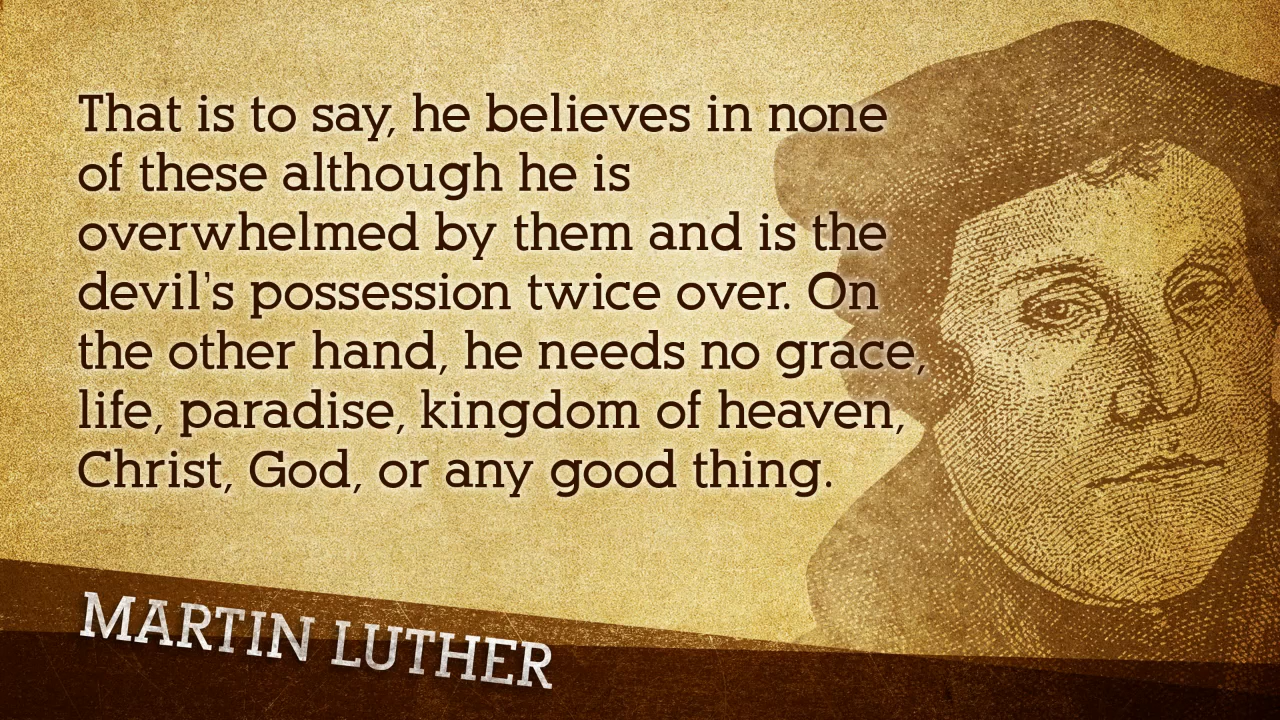 That is to say, he believes in none
of these although he is
overwhelmed by them and is the
devil's possession twice over. On
the other hand, he needs no grace,
life, paradise, kingdom of heaven,
Christ, God, or any good thing.
MARTIN LUTHER